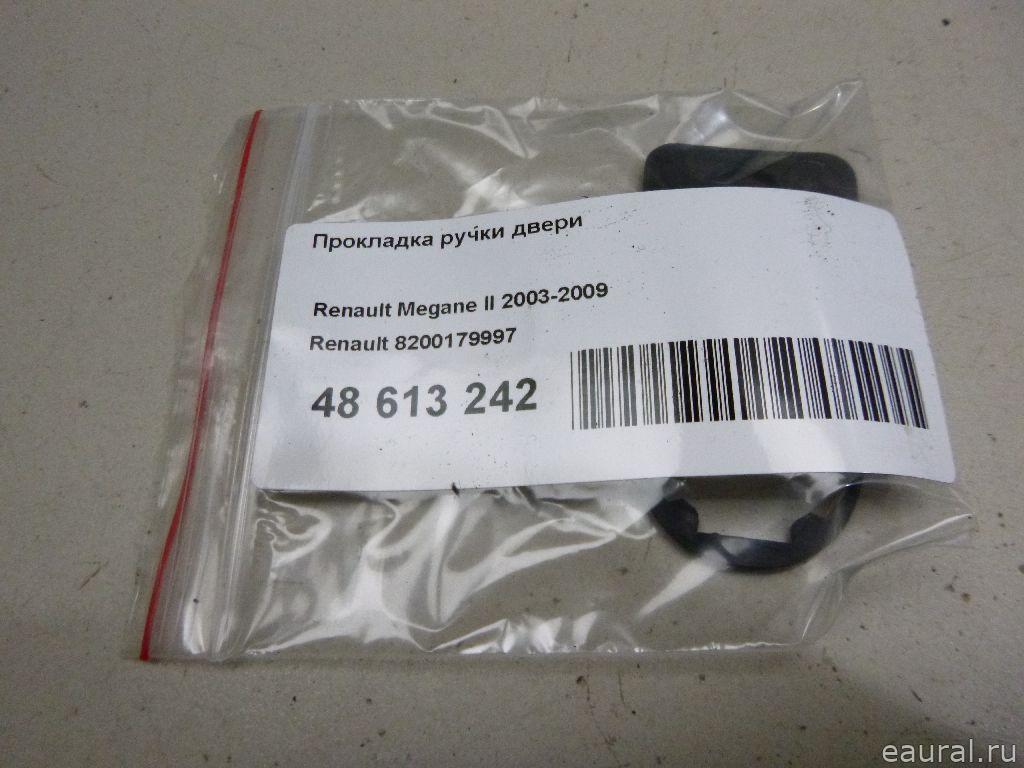 Прокладка ручки двери
Renault Megane II 2003-2009
Renault 8200179997
48 613 242
eaural.ru